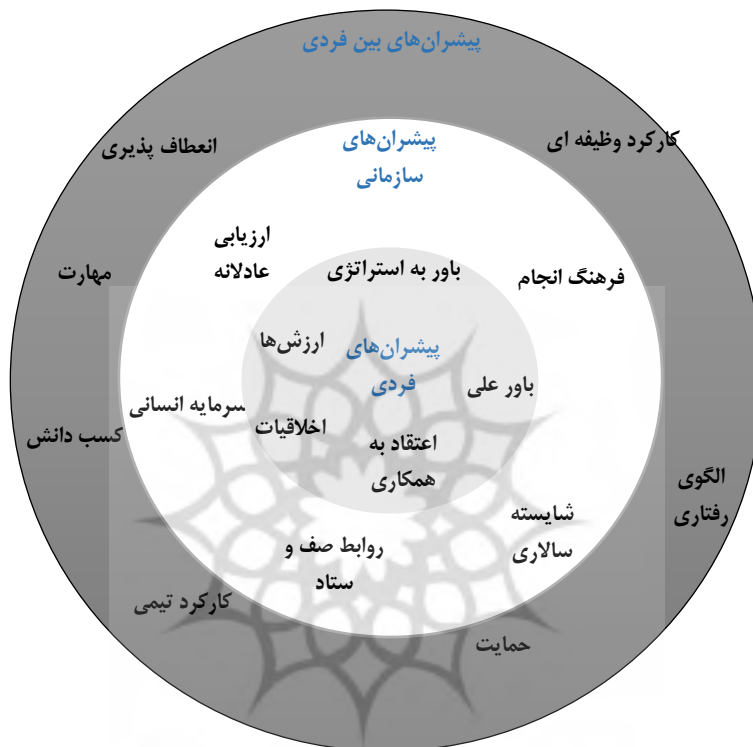 پیشران‌های بین فردی
کارکرد وظیفه ای
انعطاف پذیری
پیشران‌های
سازمانی
ارزیابی
عادلانه
باور به استراتژی
فرهنگ انجام
مهارت
ارزش‌ها
پیشران‌های
فردی
باور علی
سرمایه انسانی
اخلاقیات
کسب دانش
اعتقاد به
همکاری
الگوی
رفتاری
شایسته
سالاری
روابط صف و
ستاد
کارکرد تیمی
حمایت